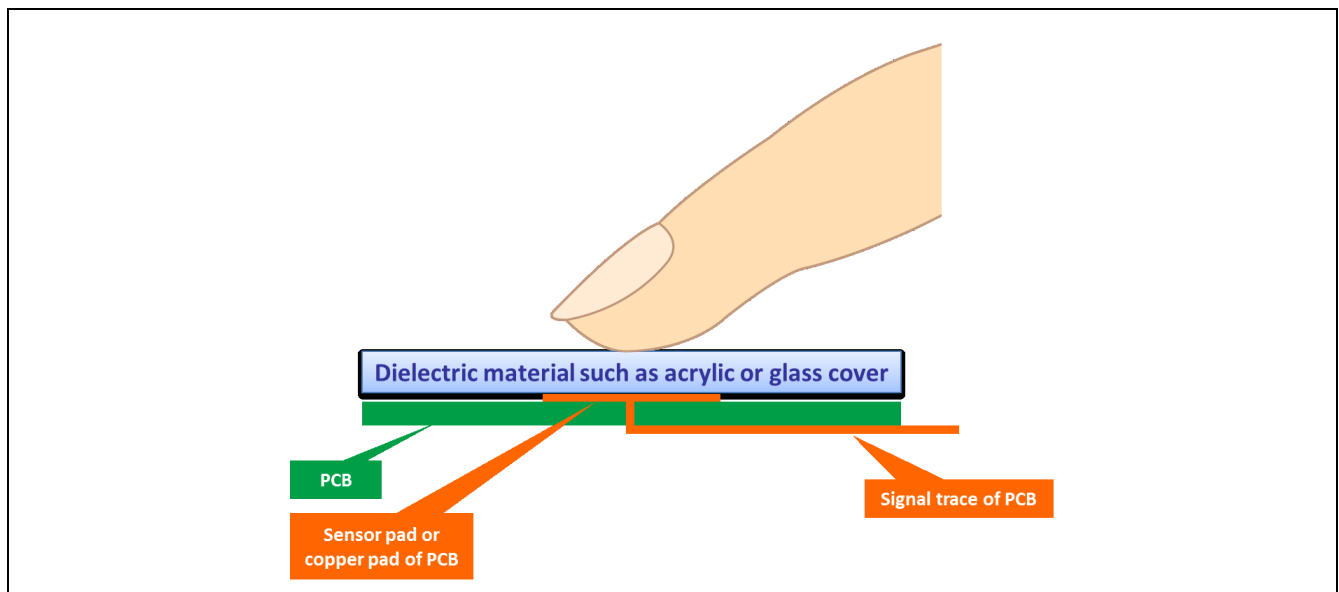 Dielectric material such as acrylic or glass cover
PCB
Signal trace of PCB
Sensor pad or
copper pad of PCB